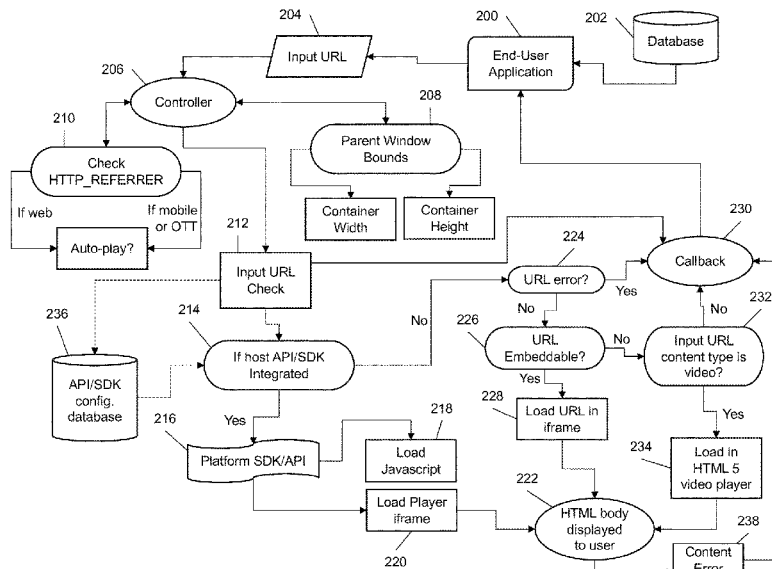 204
200
202
Input URL
End-User
Application
Database
206
Controller
210
208
Check
HTTP_REFERRER
Parent Window
Bounds
If web
If mobile
or OTT
Container
Width
Container
Height
Auto-play?
212
224
230
Input URL
Check
URL error?
Yes
Callback
236
214
No
No
No
232
226
API/SDK
config.
database
If host API/SDK
Integrated
URL
Embeddable?
No
Input URL
content type is
video?
Yes
Yes
Yes
216
218
228
Load URL in
iframe
Platform SDK/API
Load
Javascript
234
Load in
HTML 5
video player
222
Load Player
iframe
220
HTML body
displayed
to user
238
Content
Error